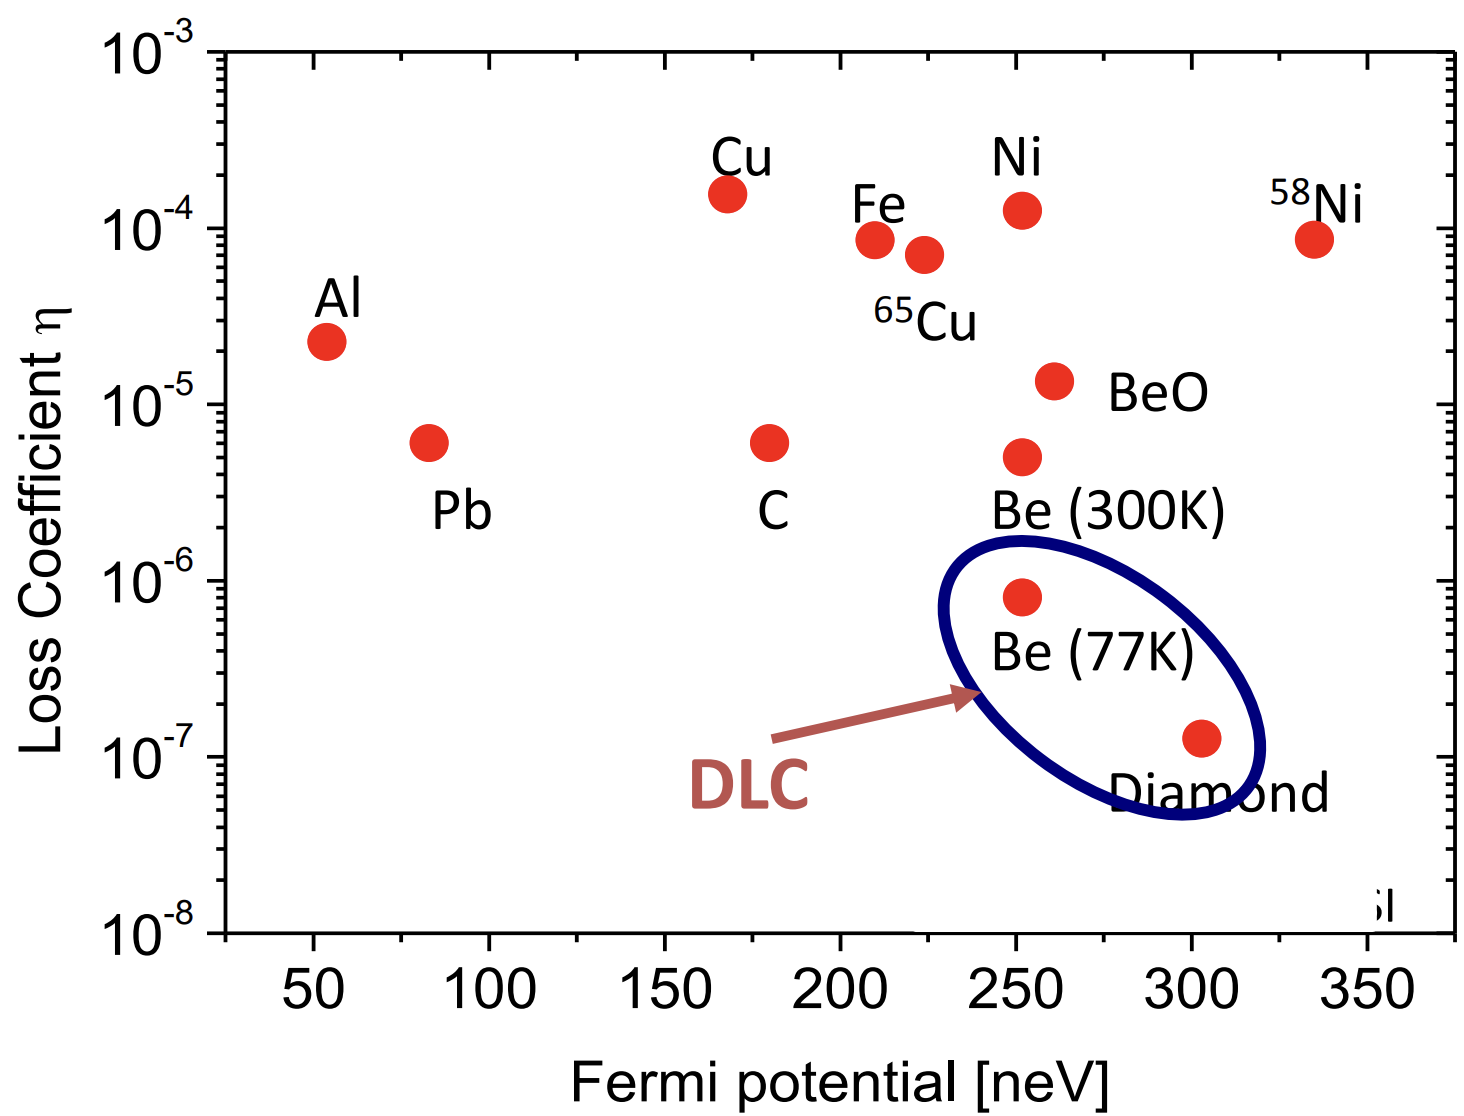 10⁻³
Cu
Ni
Fe
⁵⁸Ni
10⁻⁴
Al
⁶⁵Cu
BeO
10⁻⁵
Pb
C
Be (300K)
10⁻⁶
Be (77K)
10⁻⁷
DLC
Diamond
10⁻⁸
Loss Coefficient η
50 100 150 200 250 300 350
Fermi potential [neV]